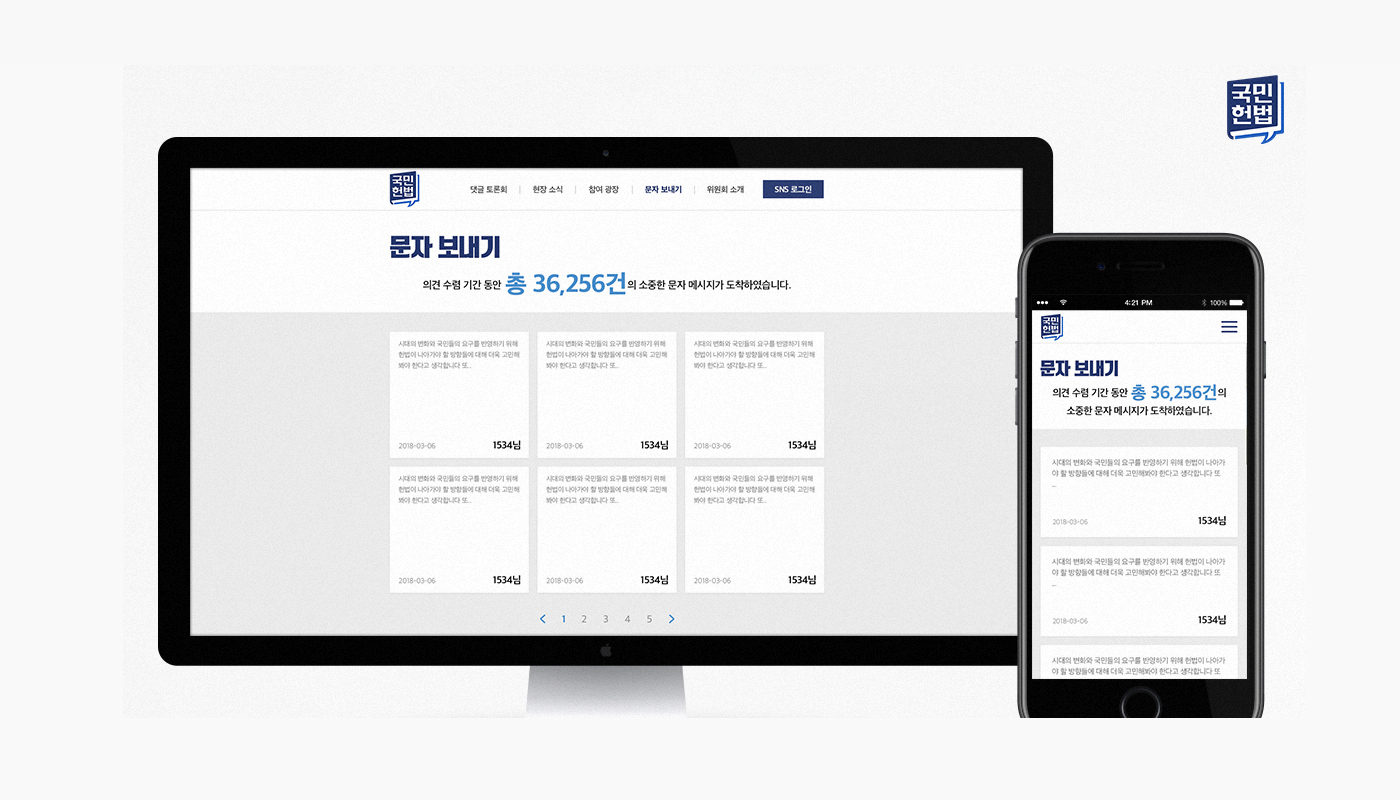 국민
헌법
국민
헌법
댓글 토론회 | 현장 소식 | 참여 광장 | 문자 보내기 | 위원회 소개
SNS 로그인
문자 보내기
의견 수렴 기간 동안 총 36,256건의 소중한 문자 메시지가 도착하였습니다.
시대의 변화와 국민들의 요구를 반영하기 위해
헌법이 나아가야 할 방향들에 대해 더욱 고민해
봐야 한다고 생각합니다 또..
2018-03-06 1534님
시대의 변화와 국민들의 요구를 반영하기 위해
헌법이 나아가야 할 방향들에 대해 더욱 고민해
봐야 한다고 생각합니다 또..
2018-03-06 1534님
시대의 변화와 국민들의 요구를 반영하기 위해
헌법이 나아가야 할 방향들에 대해 더욱 고민해
봐야 한다고 생각합니다 또..
2018-03-06 1534님
시대의 변화와 국민들의 요구를 반영하기 위해
헌법이 나아가야 할 방향들에 대해 더욱 고민해
봐야 한다고 생각합니다 또..
2018-03-06 1534님
시대의 변화와 국민들의 요구를 반영하기 위해
헌법이 나아가야 할 방향들에 대해 더욱 고민해
봐야 한다고 생각합니다 또..
2018-03-06 1534님
시대의 변화와 국민들의 요구를 반영하기 위해
헌법이 나아가야 할 방향들에 대해 더욱 고민해
봐야 한다고 생각합니다 또..
2018-03-06 1534님
< 1 2 3 4 5 >
4:21 PM 100%
국민
헌법
문자 보내기
의견 수렴 기간 동안 총 36,256건의
소중한 문자 메시지가 도착하였습니다.
시대의 변화와 국민들의 요구를 반영하기 위해 헌법이 나아가
야 할 방향들에 대해 더욱 고민해봐야 한다고 생각합니다 또
..
2018-03-06 1534님
시대의 변화와 국민들의 요구를 반영하기 위해 헌법이 나아가
야 할 방향들에 대해 더욱 고민해봐야 한다고 생각합니다 또
..
2018-03-06 1534님
시대의 변화와 국민들의 요구를 반영하기 위해 헌법이 나아가
야 할 방향들에 대해 더욱 고민해봐야 한다고 생각합니다 또